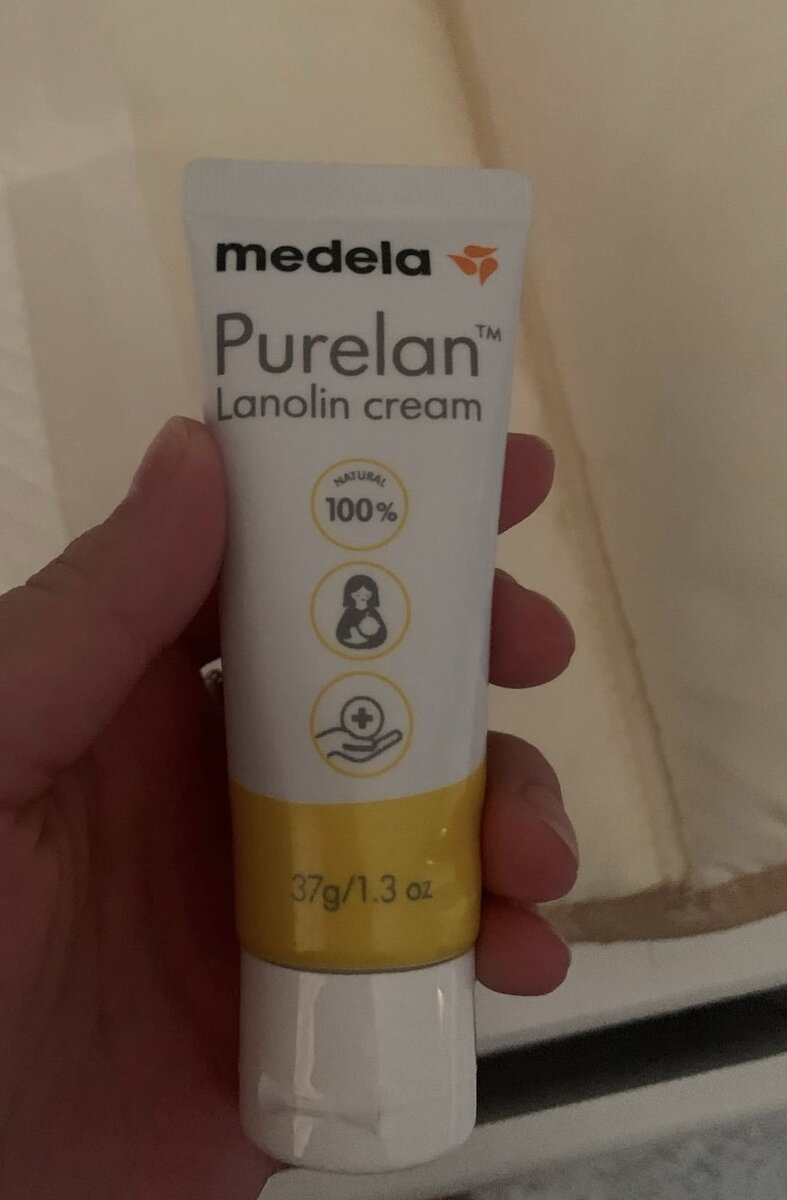 medela
Purelan™
Lanolin cream
NATURAL
100%
37g/1.3 oz